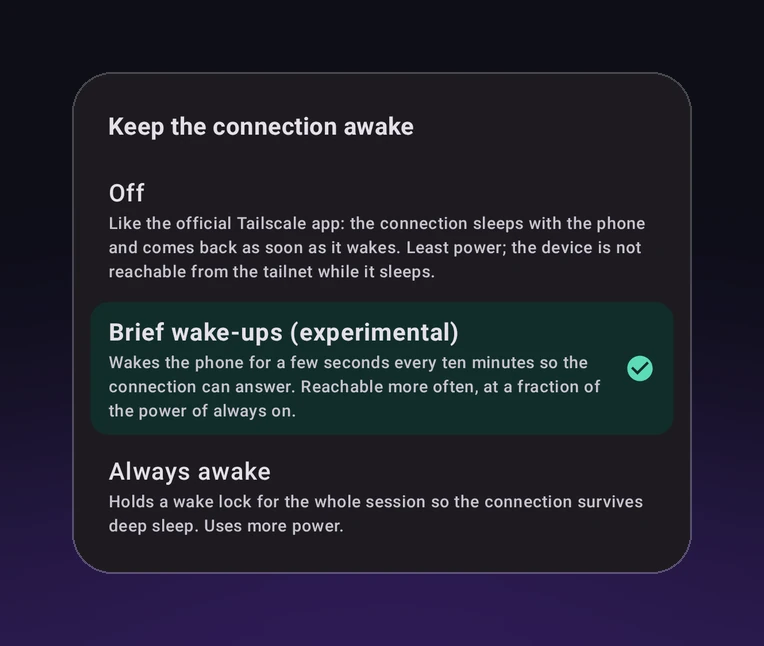 Keep the connection awake
Off
Like the official Tailscale app: the connection sleeps with the phone
and comes back as soon as it wakes. Least power; the device is not
reachable from the tailnet while it sleeps.
Brief wake-ups (experimental)
Wakes the phone for a few seconds every ten minutes so the
connection can answer. Reachable more often, at a fraction of
the power of always on.
Always awake
Holds a wake lock for the whole session so the connection survives
deep sleep. Uses more power.